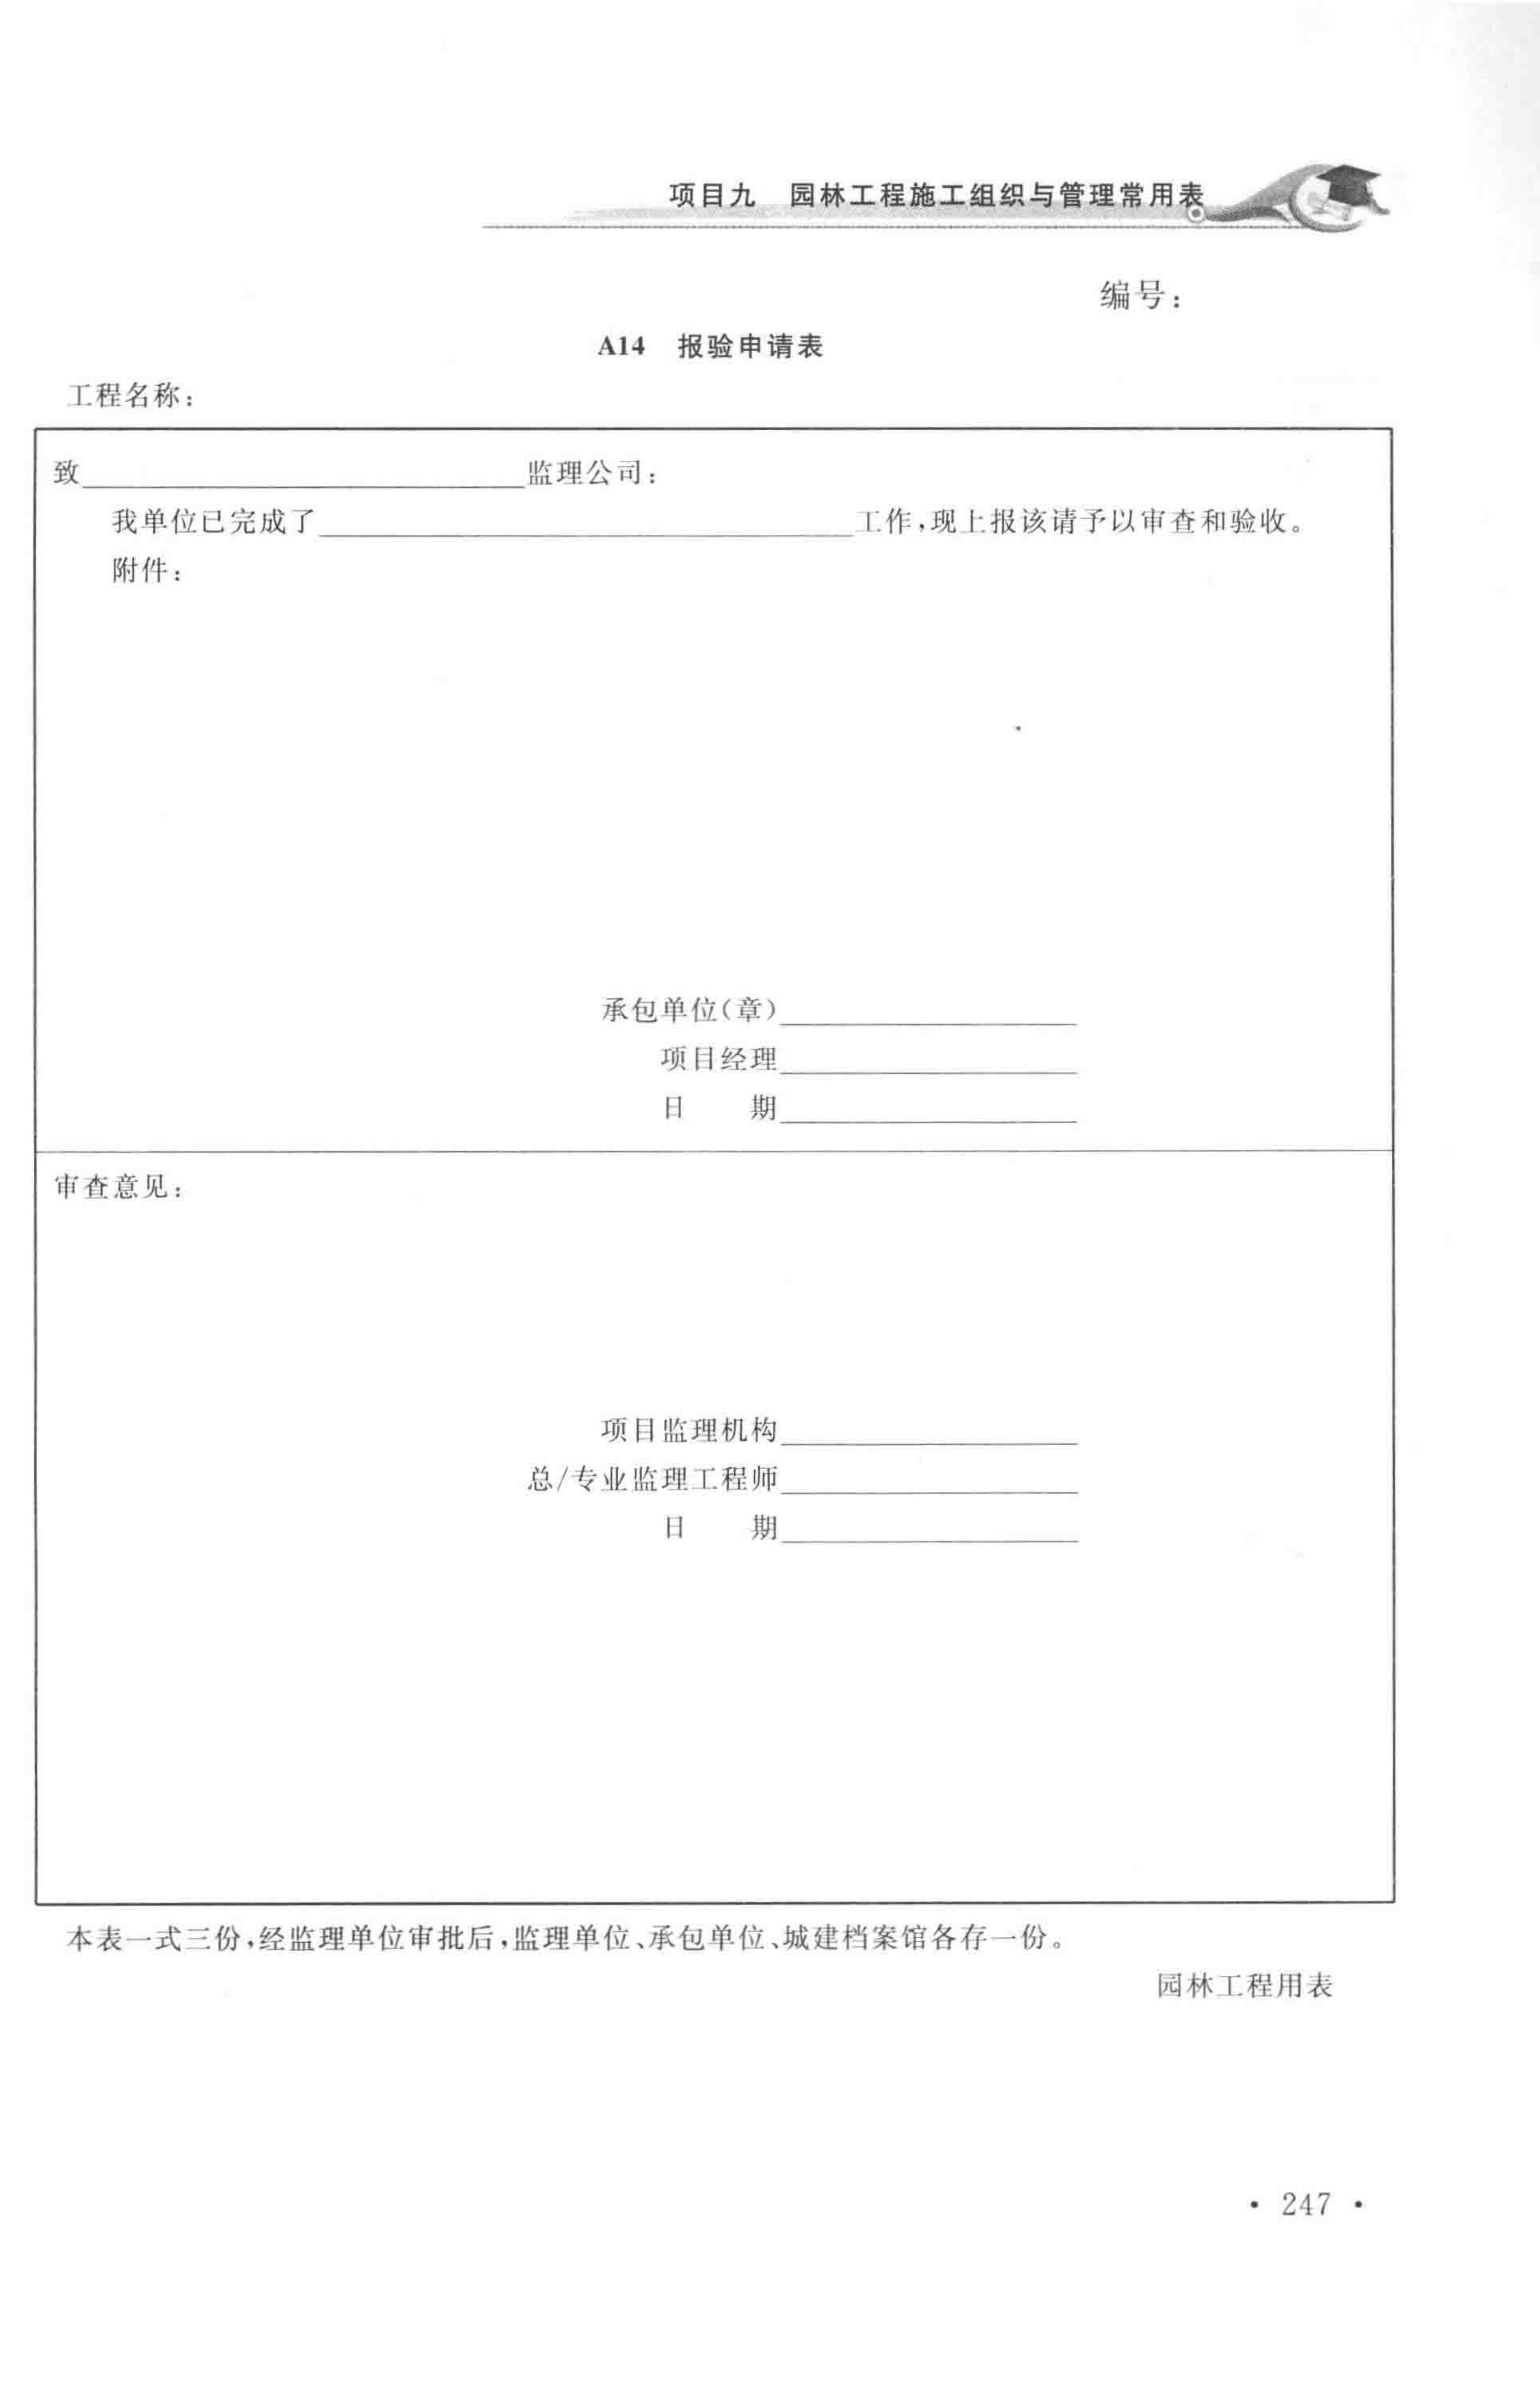 项目九 园林工程施工组织与管理常用表
编号：
A14 报验申请表
工程名称：
致______________监理公司：
我单位已完成了______________工作，现上报该请予以审查和验收。
附件：
承包单位（章）__________
项目经理__________
日 期__________
审查意见：
项目监理机构__________
总/专业监理工程师__________
日 期__________
本表一式三份，经监理单位审批后，监理单位、承包单位、城建档案馆各存一份。
园林工程用表
· 247 ·